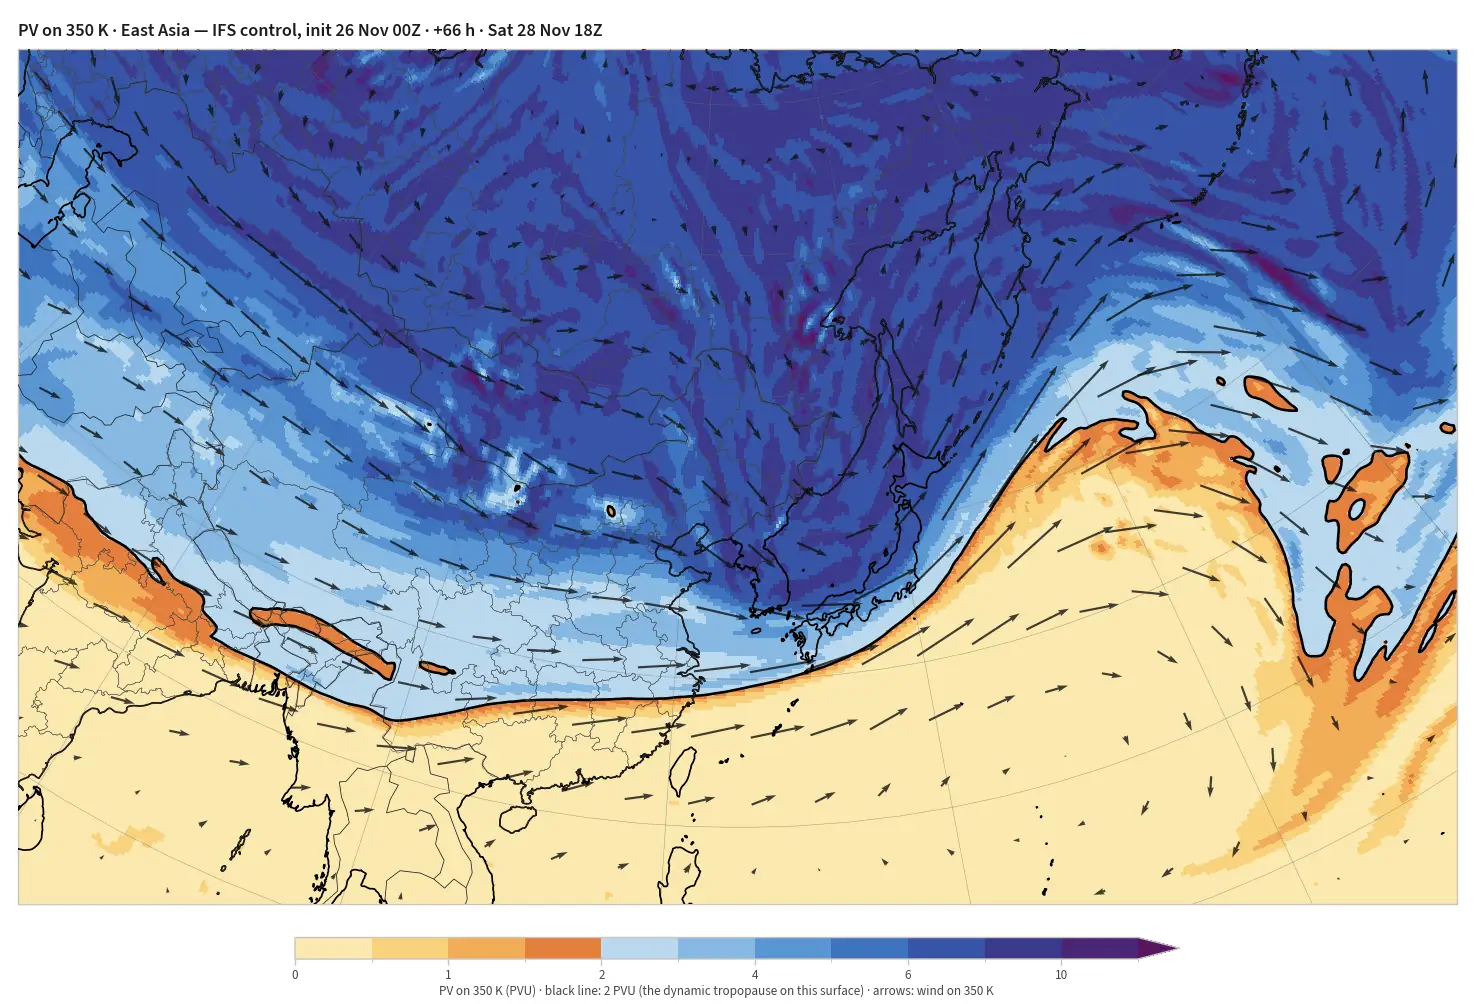 PV on 350 K · East Asia — IFS control, init 26 Nov 00Z · +66 h · Sat 28 Nov 18Z
0 1 2 4 6 10
PV on 350 K (PVU) · black line: 2 PVU (the dynamic tropopause on this surface) · arrows: wind on 350 K